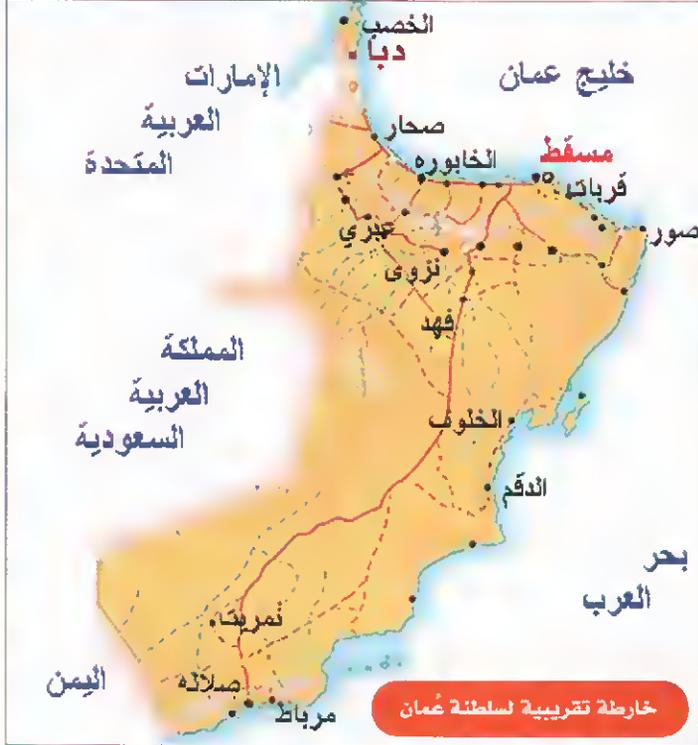 الخصب
دبا
خليج عمان
الإمارات
العربية
المتحدة
صحار
الخابوره
مسقط
قريات
صور
عبري
نزوى
فهد
المملكة
العربية
السعودية
الخلوف
الدقم
بحر
العرب
ثمريت
صلاله
مرباط
اليمن
خارطة تقريبية لسلطنة عُمان